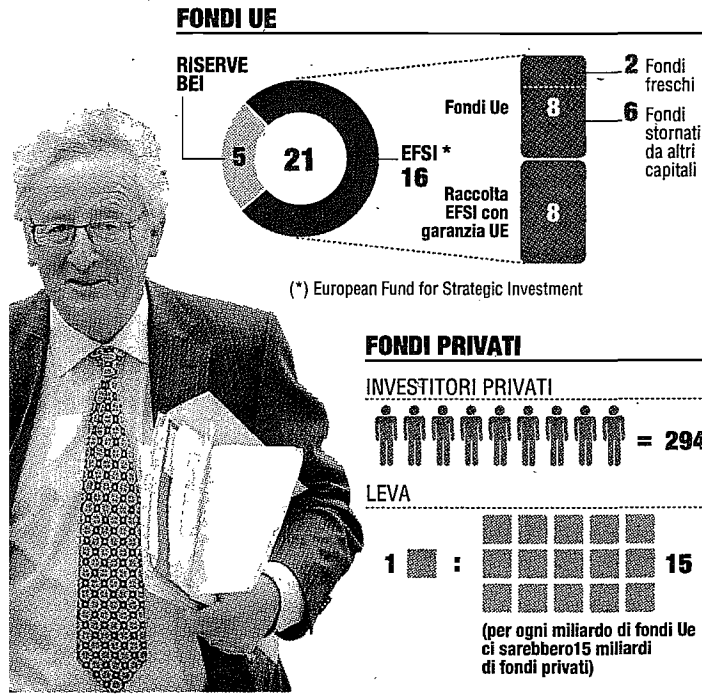 FONDI UE
RISERVE
BEI
5
21
EFSI *
16
Fondi Ue
8
2 Fondi
freschi
6 Fondi
stornati
da altri
capitali
Raccolta
EFSI con
garanzia UE
8
(*) European Fund for Strategic Investment
FONDI PRIVATI
INVESTITORI PRIVATI
= 294
LEVA
1 : 15
(per ogni miliardo di fondi Ue
ci sarebbero15 miliardi
di fondi privati)